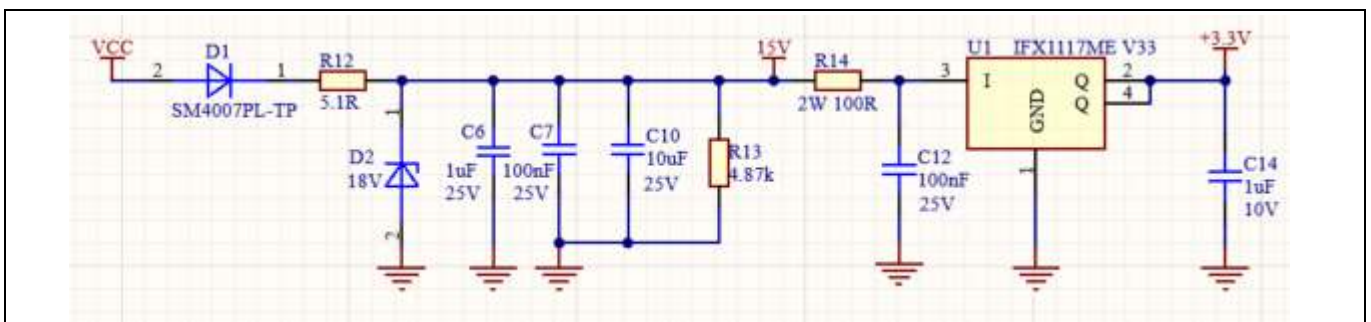 VCC
2
D1
1
SM4007PL-TP
R12
5.1R
1
D2
18V
2
C6
1uF
25V
C7
100nF
25V
C10
10uF
25V
R13
4.87k
15V
R14
2W 100R
C12
100nF
25V
3
U1 IFX1117ME V33
I
GND
Q
Q
2
4
1
+3.3V
C14
1uF
10V